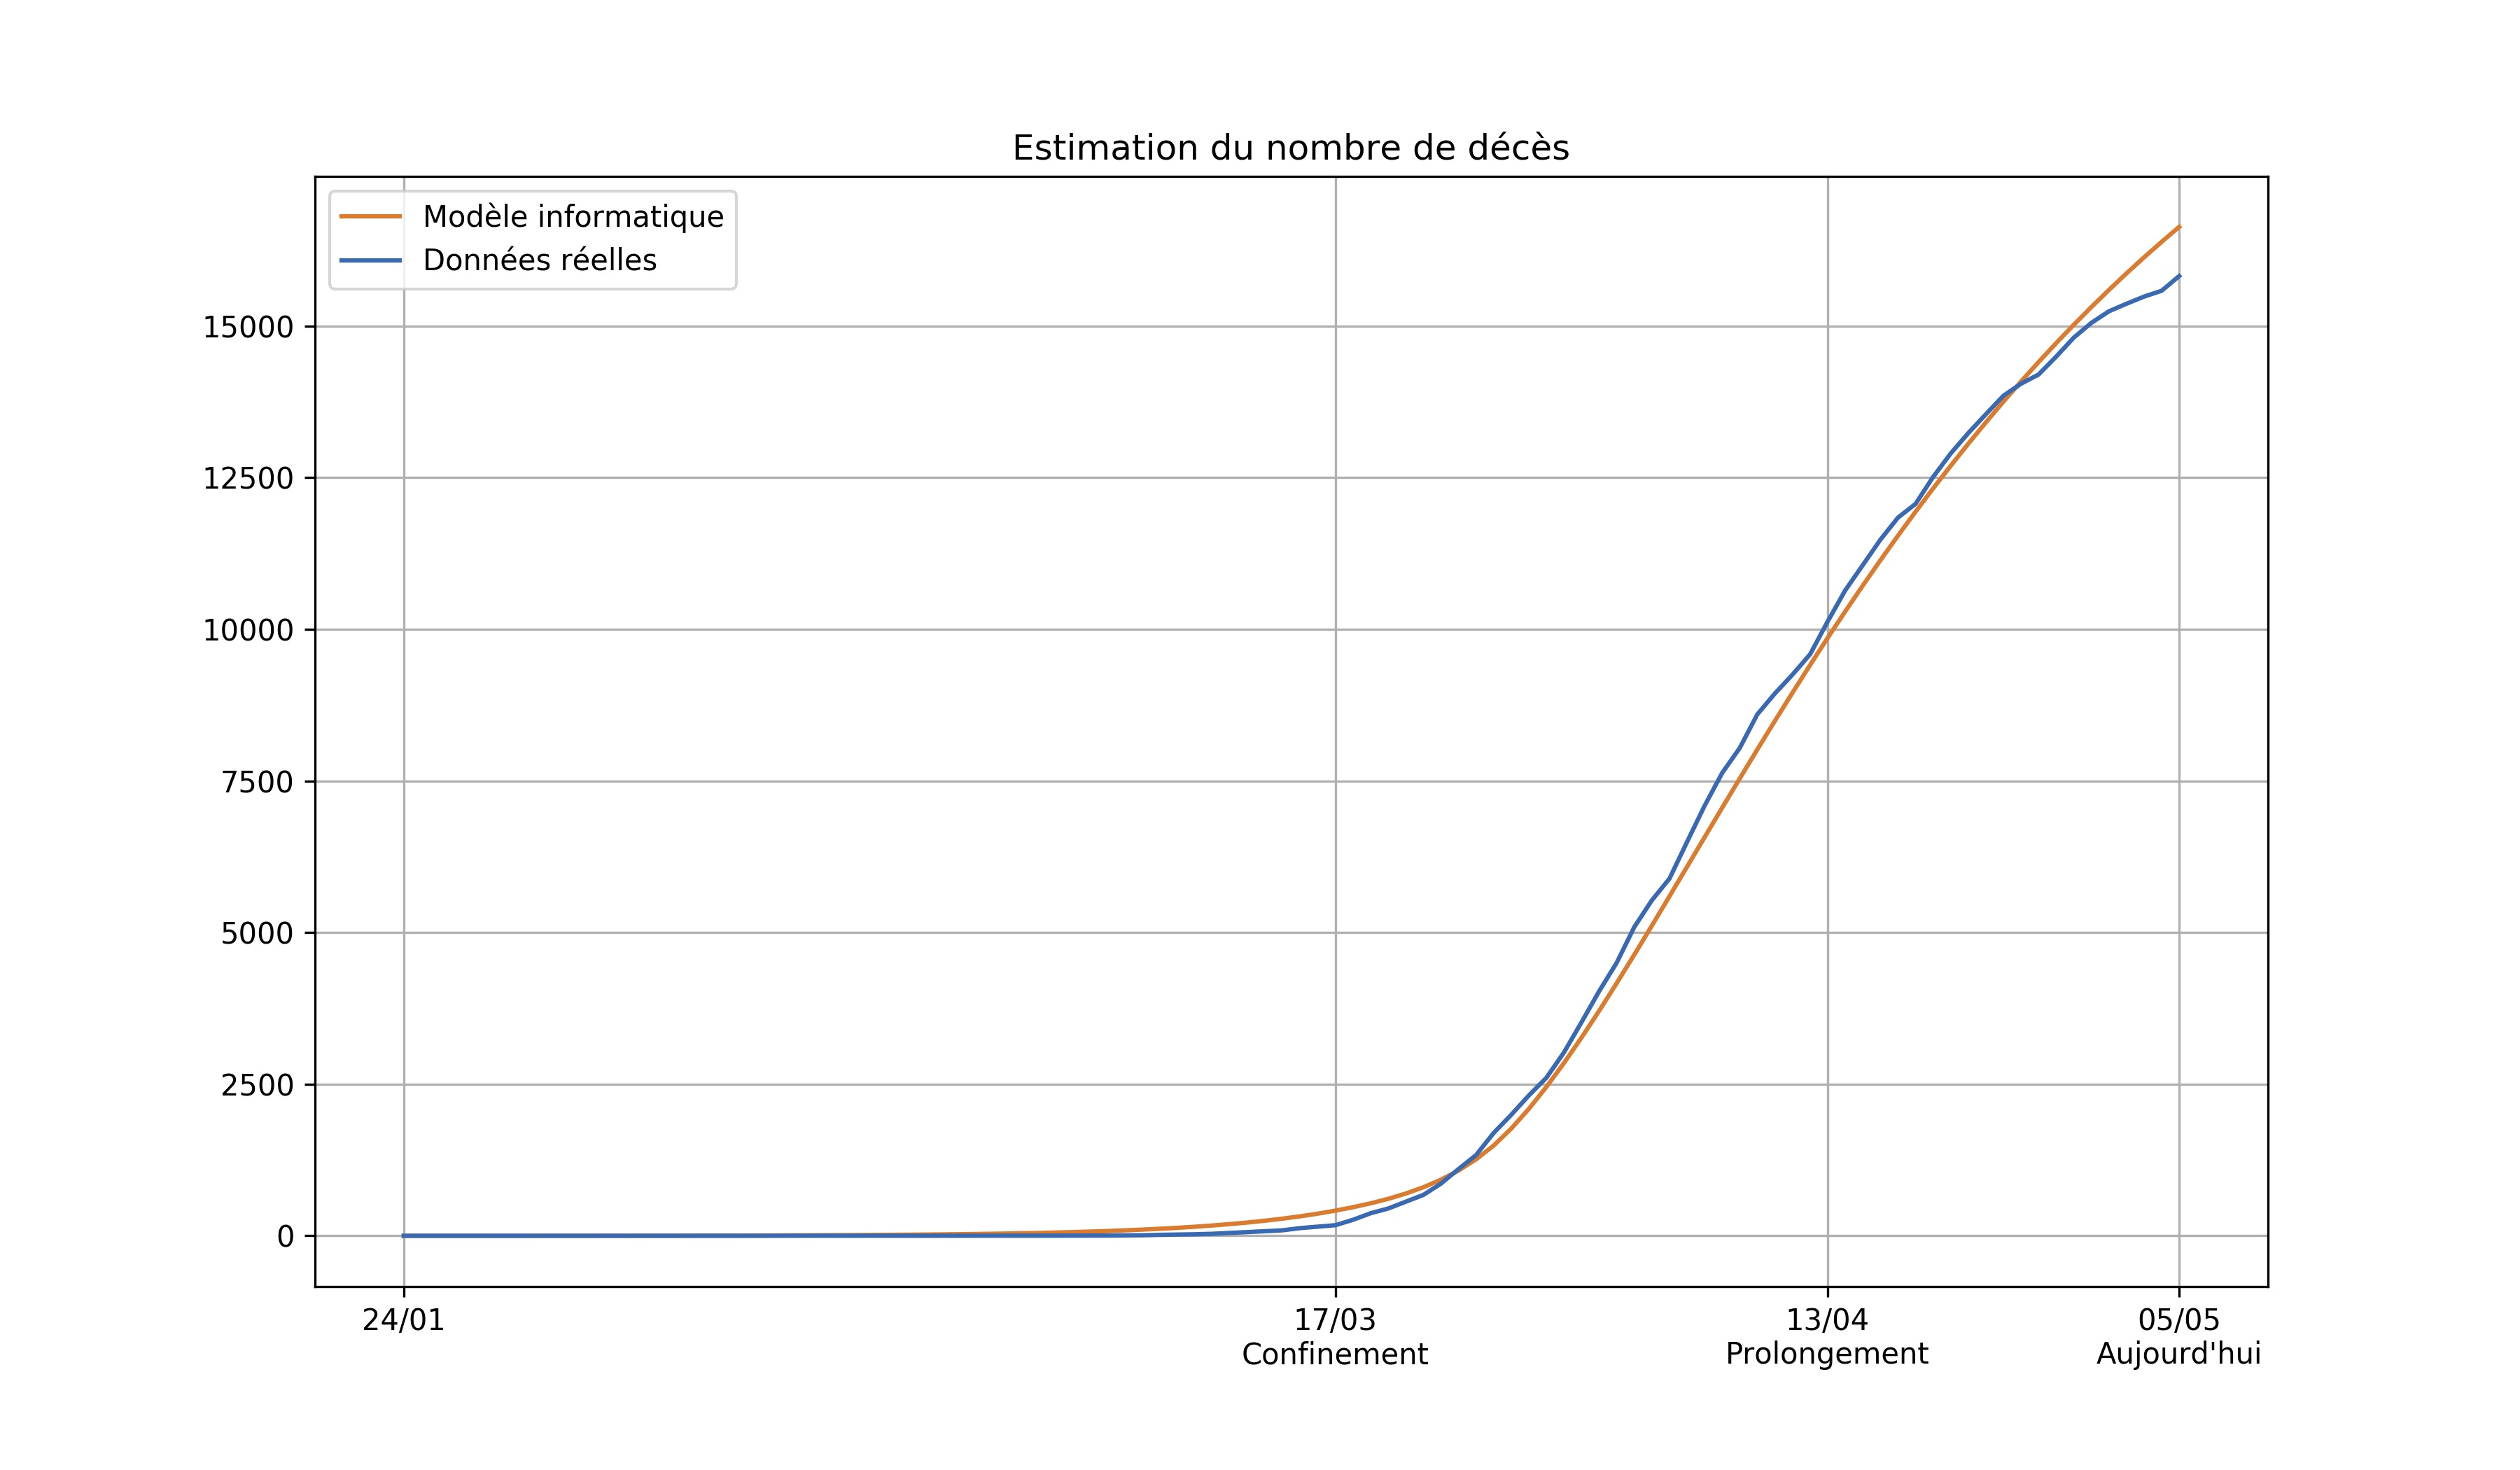 Estimation du nombre de décès
Modèle informatique
Données réelles
15000
12500
10000
7500
5000
2500
0
24/01
17/03
Confinement
13/04
Prolongement
05/05
Aujourd'hui